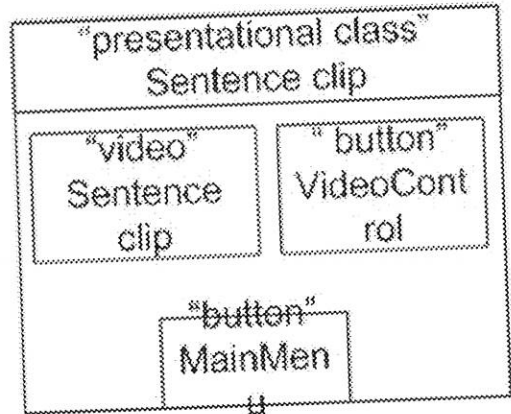 “presentational class”
Sentence clip
“video”
Sentence
clip
“ button”
VideoCont
rol
“button”
MainMen
u